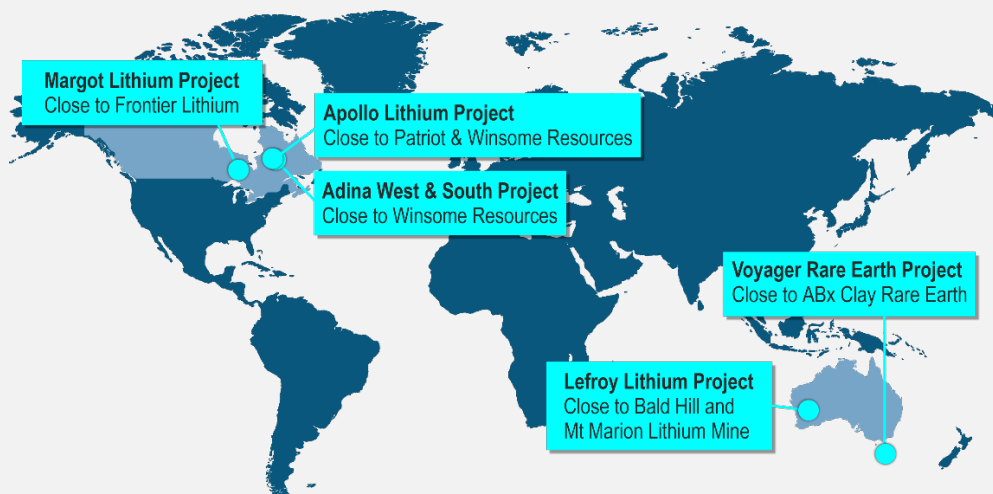 Margot Lithium Project
Close to Frontier Lithium
Apollo Lithium Project
Close to Patriot & Winsome Resources
Adina West & South Project
Close to Winsome Resources
Voyager Rare Earth Project
Close to ABx Clay Rare Earth
Lefroy Lithium Project
Close to Bald Hill and
Mt Marion Lithium Mine